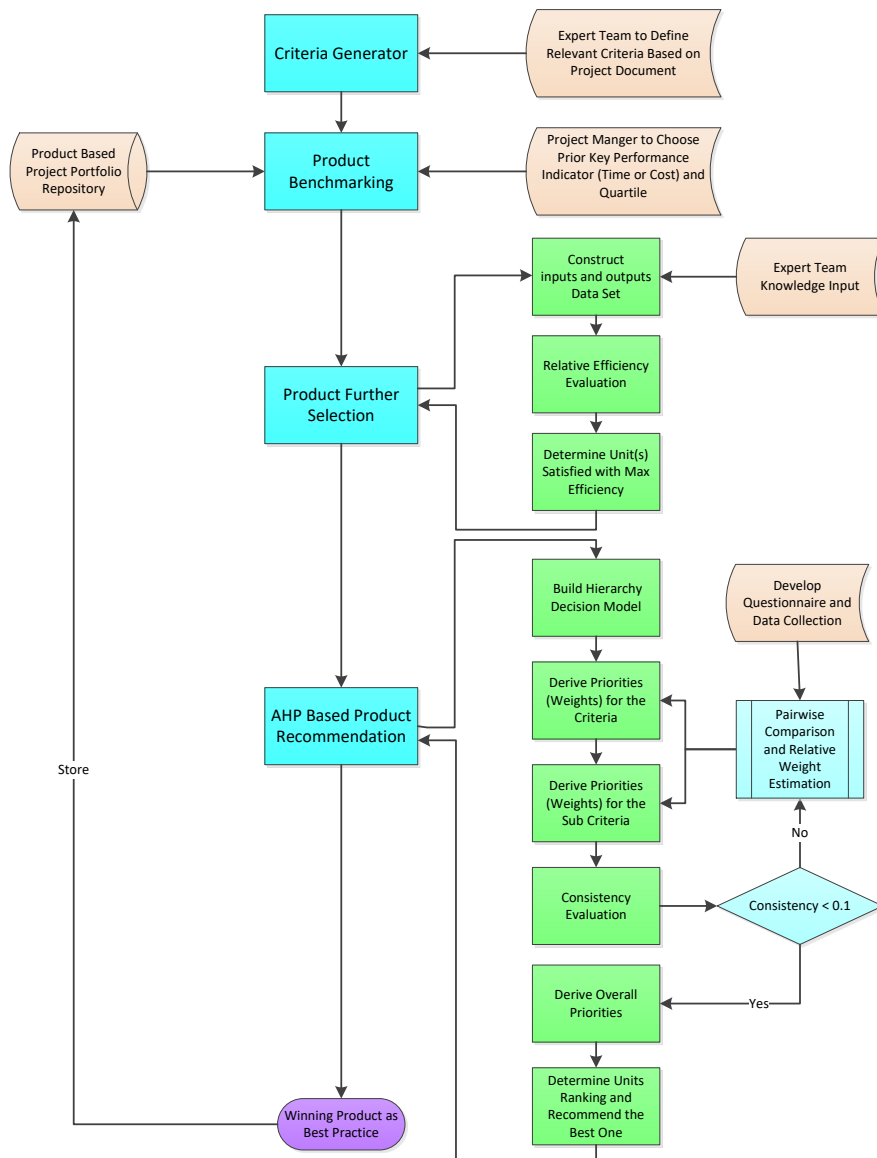 Criteria Generator
Expert Team to Define
Relevant Criteria Based on
Project Document
Product Based
Project Portfolio
Repository
Product
Benchmarking
Project Manger to Choose
Prior Key Performance
Indicator (Time or Cost) and
Quartile
Construct
inputs and outputs
Data Set
Expert Team
Knowledge Input
Relative Efficiency
Evaluation
Product Further
Selection
Determine Unit(s)
Satisfied with Max
Efficiency
Build Hierarchy
Decision Model
Develop
Questionnaire and
Data Collection
Derive Priorities
(Weights) for the
Criteria
AHP Based Product
Recommendation
Pairwise
Comparison
and Relative
Weight
Estimation
Store
Derive Priorities
(Weights) for the
Sub Criteria
No
Consistency
Evaluation
Consistency < 0.1
Derive Overall
Priorities
Yes
Winning Product as
Best Practice
Determine Units
Ranking and
Recommend the
Best One